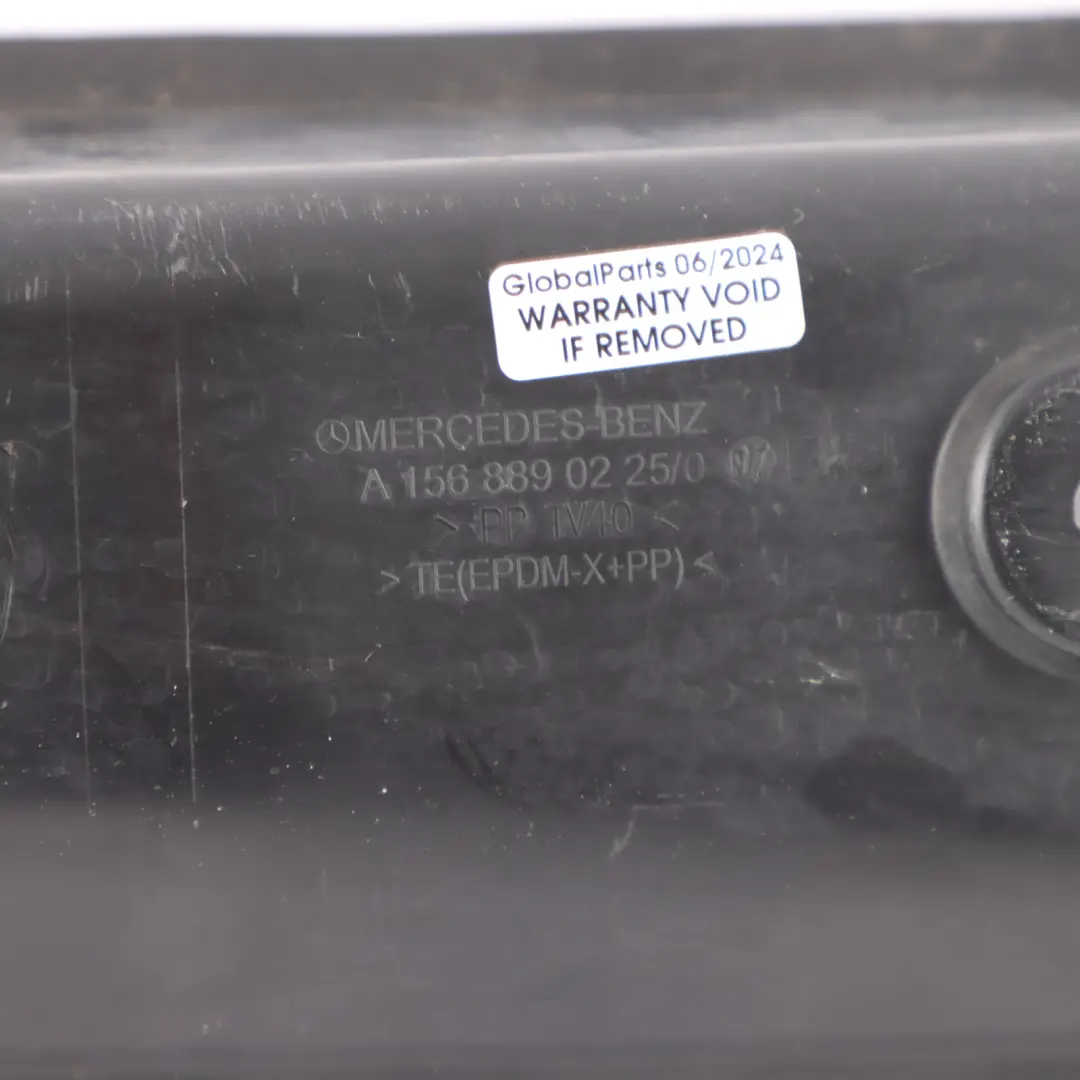 GlobalParts 06/2024
WARRANTY VOID
IF REMOVED
MERCEDES-BENZ
A 156 889 02 25/0
> PP TV40 <
>TE(EPDM-X+PP)<